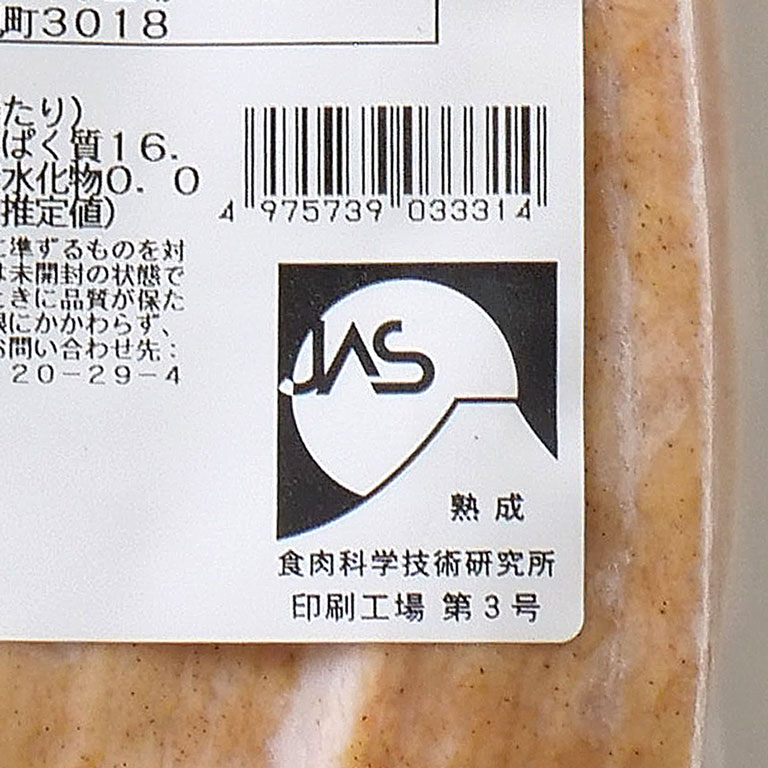 町3018
たり)
ぱく質16.
水化物0.0
推定値)
4 975739 033314
準ずるものを対
未開封の状態で
ときに品質が保た
限にかかわらず、
お問い合わせ先:
20-29-4
JAS
熟成
食肉科学技術研究所
印刷工場 第3号